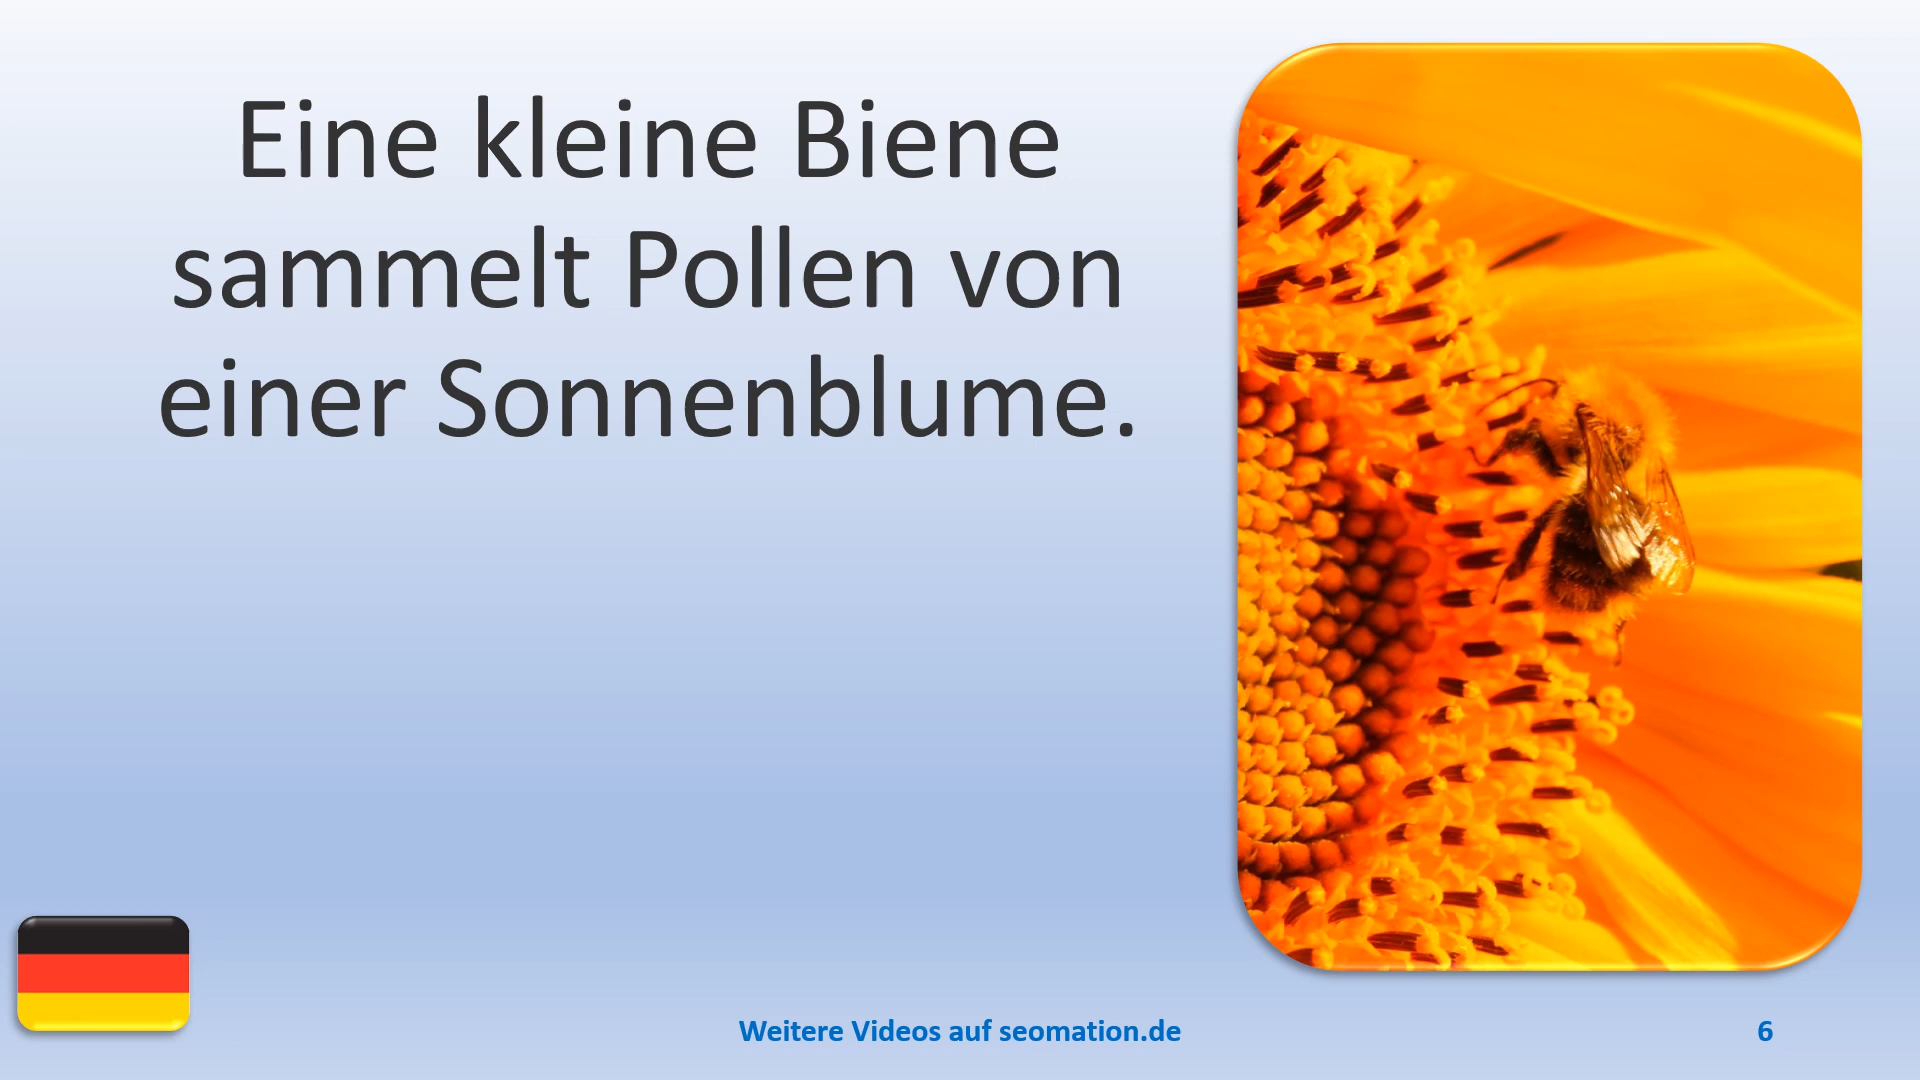 Eine kleine Biene
sammelt Pollen von
einer Sonnenblume.
Weitere Videos auf seomation.de
6